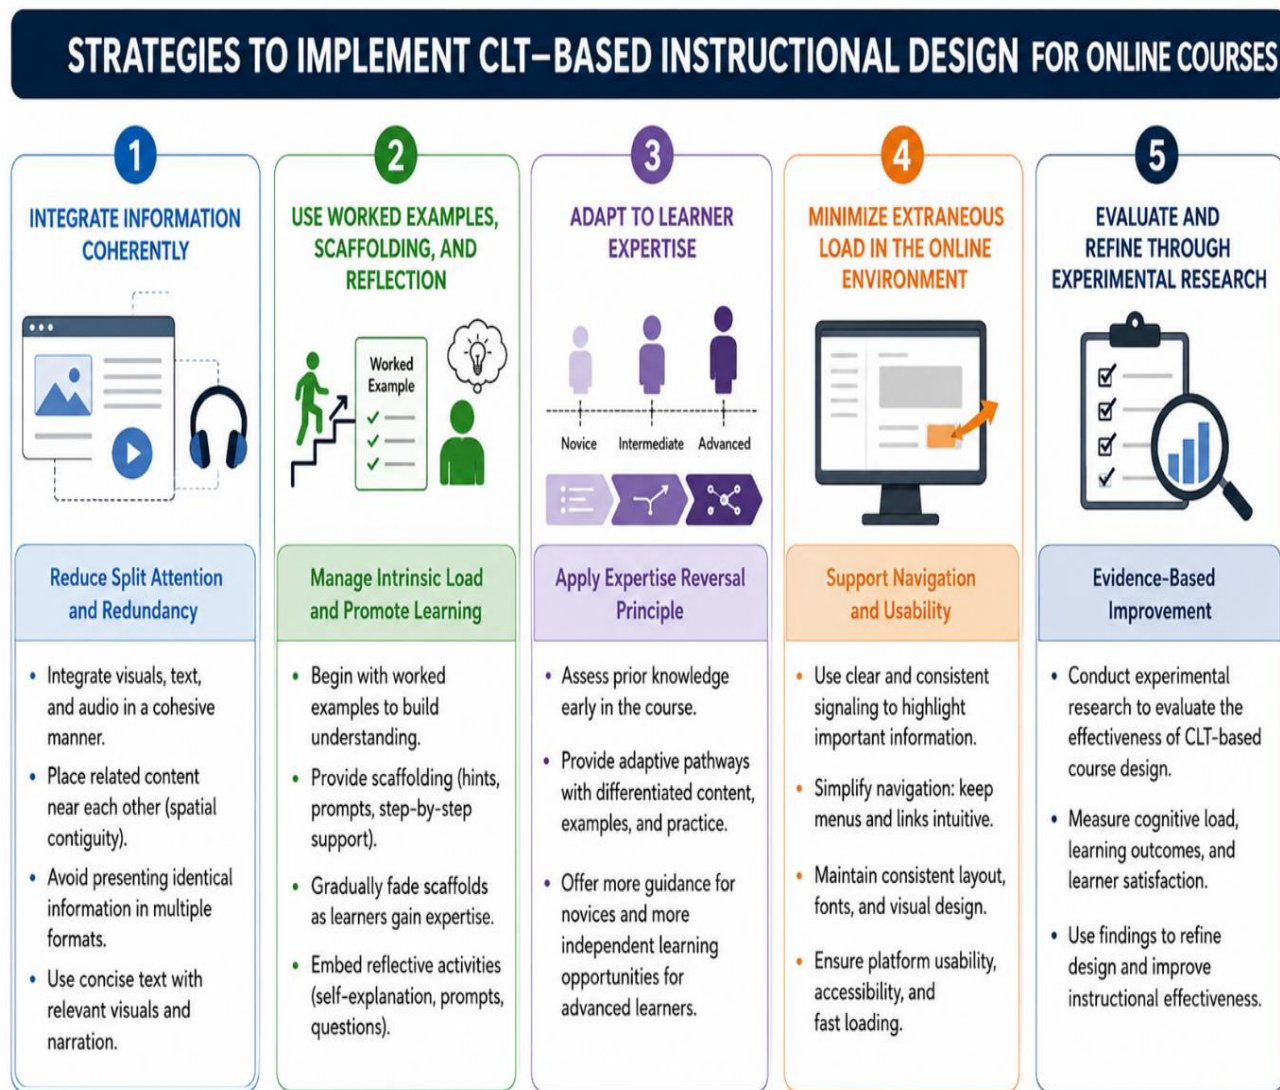 STRATEGIES TO IMPLEMENT CLT–BASED INSTRUCTIONAL DESIGN FOR ONLINE COURSES
1
INTEGRATE INFORMATION
COHERENTLY
Reduce Split Attention
and Redundancy
• Integrate visuals, text,
and audio in a cohesive
manner.
• Place related content
near each other (spatial
contiguity).
• Avoid presenting identical
information in multiple
formats.
• Use concise text with
relevant visuals and
narration.
2
USE WORKED EXAMPLES,
SCAFFOLDING, AND
REFLECTION
Worked
Example
Manage Intrinsic Load
and Promote Learning
• Begin with worked
examples to build
understanding.
• Provide scaffolding (hints,
prompts, step-by-step
support).
• Gradually fade scaffolds
as learners gain expertise.
• Embed reflective activities
(self-explanation, prompts,
questions).
3
ADAPT TO LEARNER
EXPERTISE
Novice Intermediate Advanced
Apply Expertise Reversal
Principle
• Assess prior knowledge
early in the course.
• Provide adaptive pathways
with differentiated content,
examples, and practice.
• Offer more guidance for
novices and more
independent learning
opportunities for
advanced learners.
4
MINIMIZE EXTRANEOUS
LOAD IN THE ONLINE
ENVIRONMENT
Support Navigation
and Usability
• Use clear and consistent
signaling to highlight
important information.
• Simplify navigation: keep
menus and links intuitive.
• Maintain consistent layout,
fonts, and visual design.
• Ensure platform usability,
accessibility, and
fast loading.
5
EVALUATE AND
REFINE THROUGH
EXPERIMENTAL RESEARCH
Evidence-Based
Improvement
• Conduct experimental
research to evaluate the
effectiveness of CLT-based
course design.
• Measure cognitive load,
learning outcomes, and
learner satisfaction.
• Use findings to refine
design and improve
instructional effectiveness.